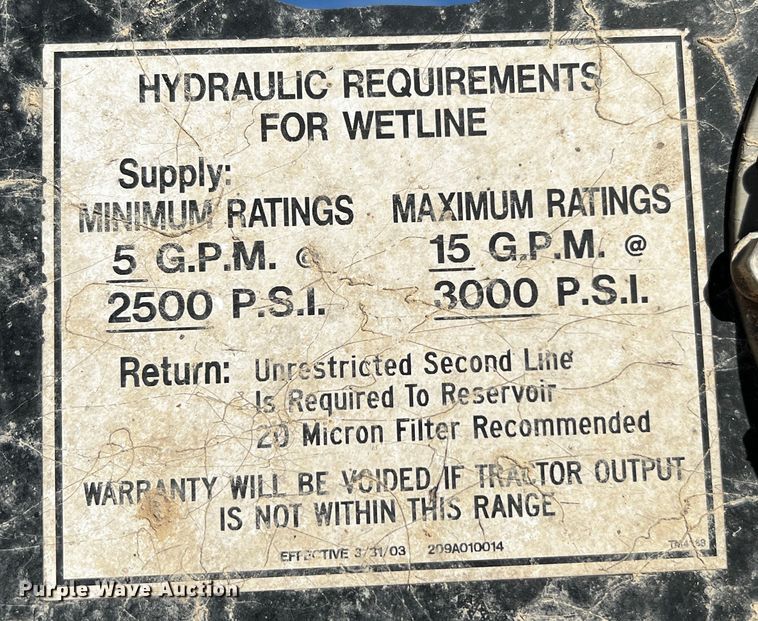 HYDRAULIC REQUIREMENTS
FOR WETLINE
Supply:
MINIMUM RATINGS MAXIMUM RATINGS
5 G.P.M. @ 15 G.P.M. @
2500 P.S.I. 3000 P.S.I.
Return: Unrestricted Second Line
Is Required To Reservoir
20 Micron Filter Recommended
WARRANTY WILL BE VOIDED IF TRACTOR OUTPUT
IS NOT WITHIN THIS RANGE
EFFECTIVE 3/31/03 209A010014
Purple Wave Auction